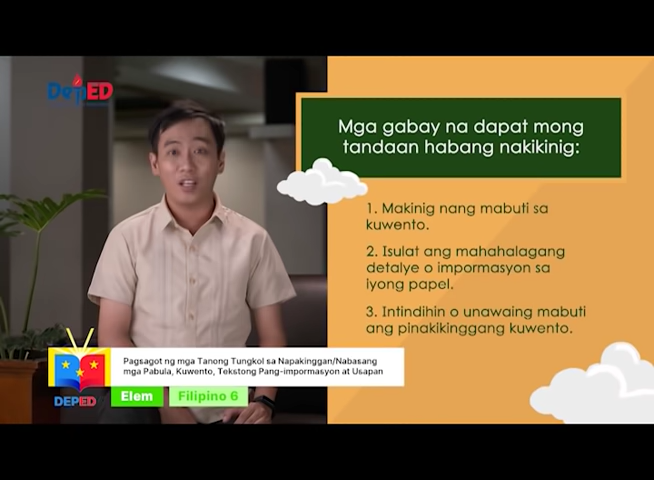 DepED
Mga gabay na dapat mong
tandaan habang nakikinig:
1. Makinig nang mabuti sa
kuwento.
2. Isulat ang mahahalagang
detalye o impormasyon sa
iyong papel.
3. Intindihin o unawaing mabuti
ang pinakikinggang kuwento.
Pagsagot ng mga Tanong Tungkol sa Napakinggan/Nabasang
mga Pabula, Kuwento, Tekstong Pang-impormasyon at Usapan
DEPED
Elem
Filipino 6